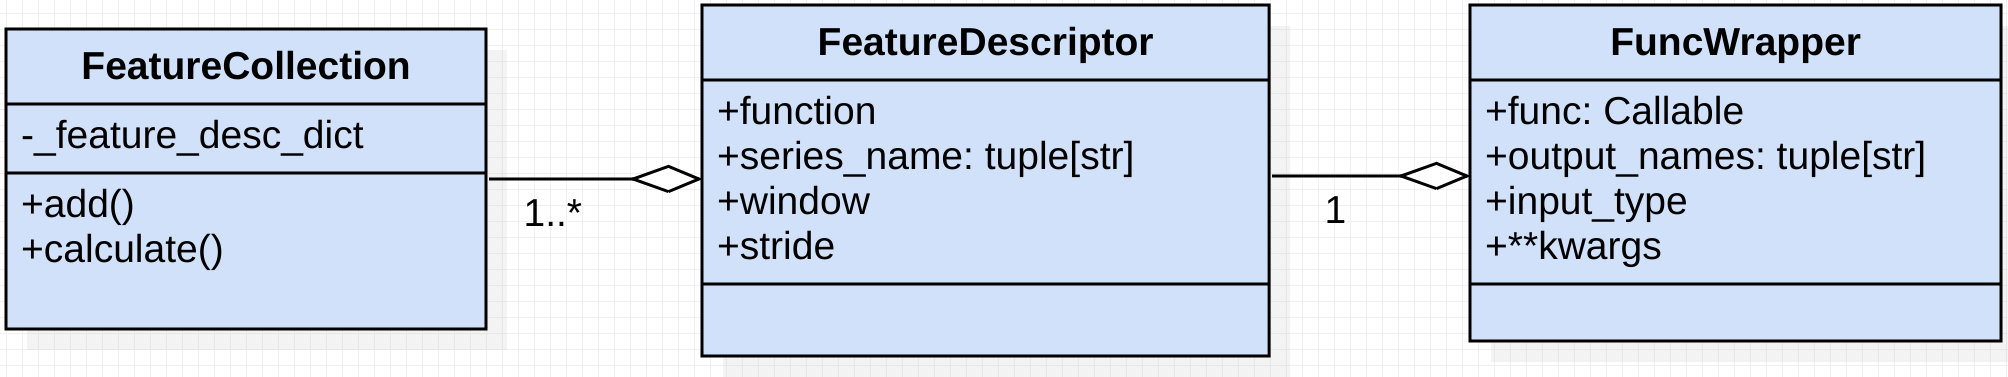 FeatureCollection
-_feature_desc_dict
+add()
+calculate()
1..*
FeatureDescriptor
+function
+series_name: tuple[str]
+window
+stride
1
FuncWrapper
+func: Callable
+output_names: tuple[str]
+input_type
+**kwargs